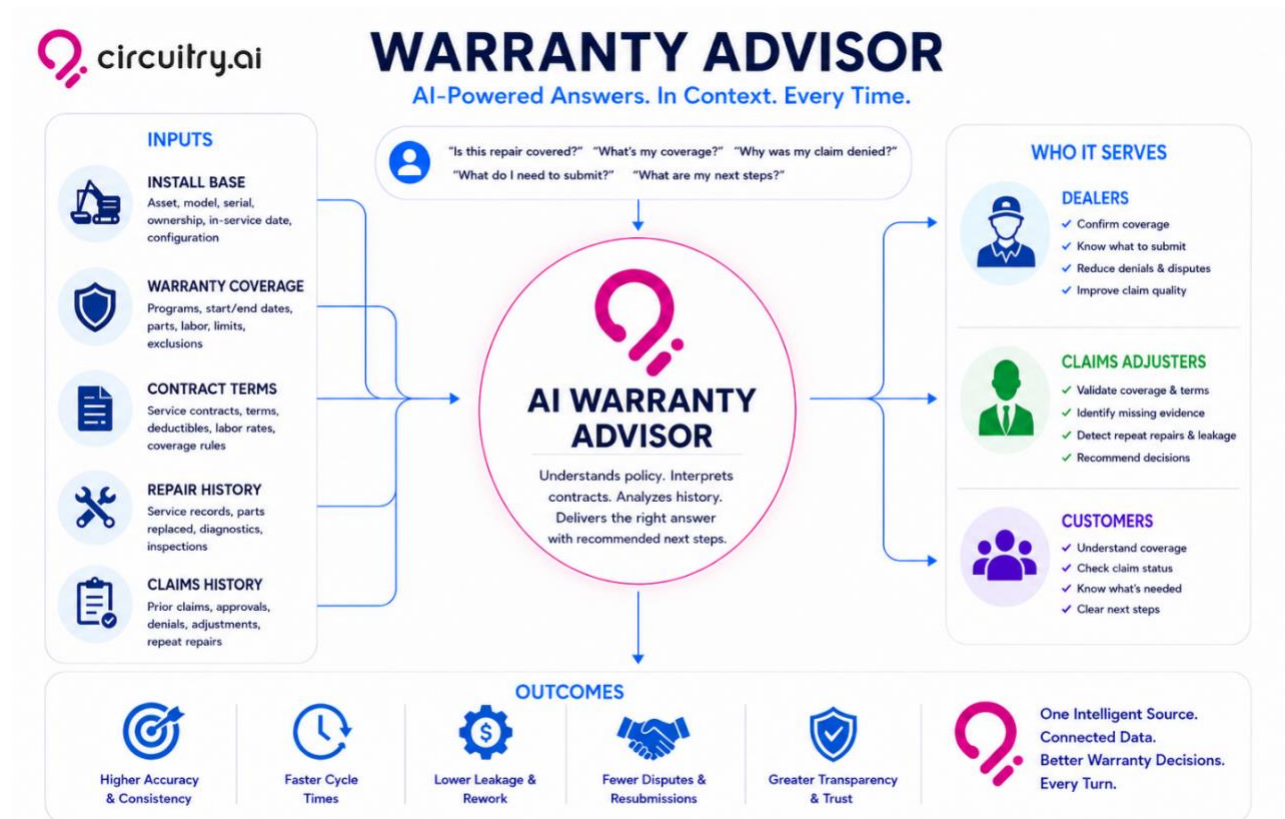 circuitry.ai
WARRANTY ADVISOR
AI-Powered Answers. In Context. Every Time.
INPUTS
INSTALL BASE
Asset, model, serial,
ownership, in-service date,
configuration
WARRANTY COVERAGE
Programs, start/end dates,
parts, labor, limits,
exclusions
CONTRACT TERMS
Service contracts, terms,
deductibles, labor rates,
coverage rules
REPAIR HISTORY
Service records, parts
replaced, diagnostics,
inspections
CLAIMS HISTORY
Prior claims, approvals,
denials, adjustments,
repeat repairs
“Is this repair covered?” “What’s my coverage?” “Why was my claim denied?”
“What do I need to submit?” “What are my next steps?”
AI WARRANTY
ADVISOR
Understands policy. Interprets
contracts. Analyzes history.
Delivers the right answer
with recommended next steps.
WHO IT SERVES
DEALERS
✓ Confirm coverage
✓ Know what to submit
✓ Reduce denials & disputes
✓ Improve claim quality
CLAIMS ADJUSTERS
✓ Validate coverage & terms
✓ Identify missing evidence
✓ Detect repeat repairs & leakage
✓ Recommend decisions
CUSTOMERS
✓ Understand coverage
✓ Check claim status
✓ Know what’s needed
✓ Clear next steps
OUTCOMES
Higher Accuracy
& Consistency
Faster Cycle
Times
$
Lower Leakage &
Rework
Fewer Disputes &
Resubmissions
Greater Transparency
& Trust
One Intelligent Source.
Connected Data.
Better Warranty Decisions.
Every Turn.